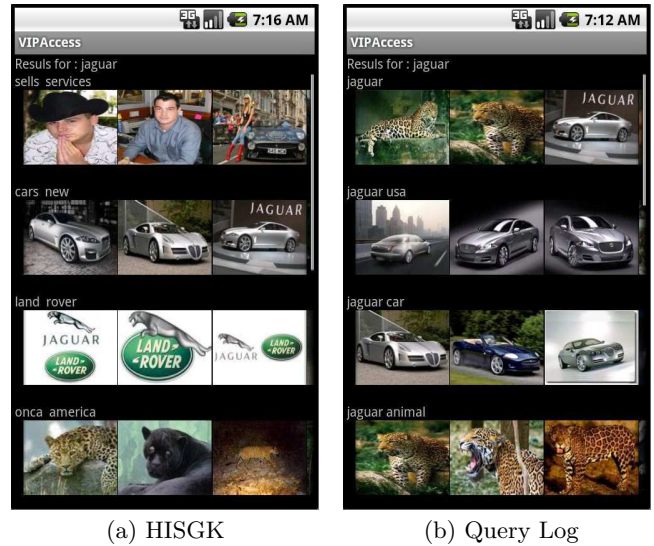 3G 7:16 AM
VIPAccess
Resuls for : jaguar
sells services
cars new
JAGUAR
land rover
JAGUAR
LAND-
ROVER
LAND-
ROVER
JAGUAR
LAND-
ROVER
onca america
(a) HISGK
3G 7:12 AM
VIPAccess
Resuls for : jaguar
jaguar
JAGUAR
jaguar usa
jaguar car
jaguar animal
(b) Query Log